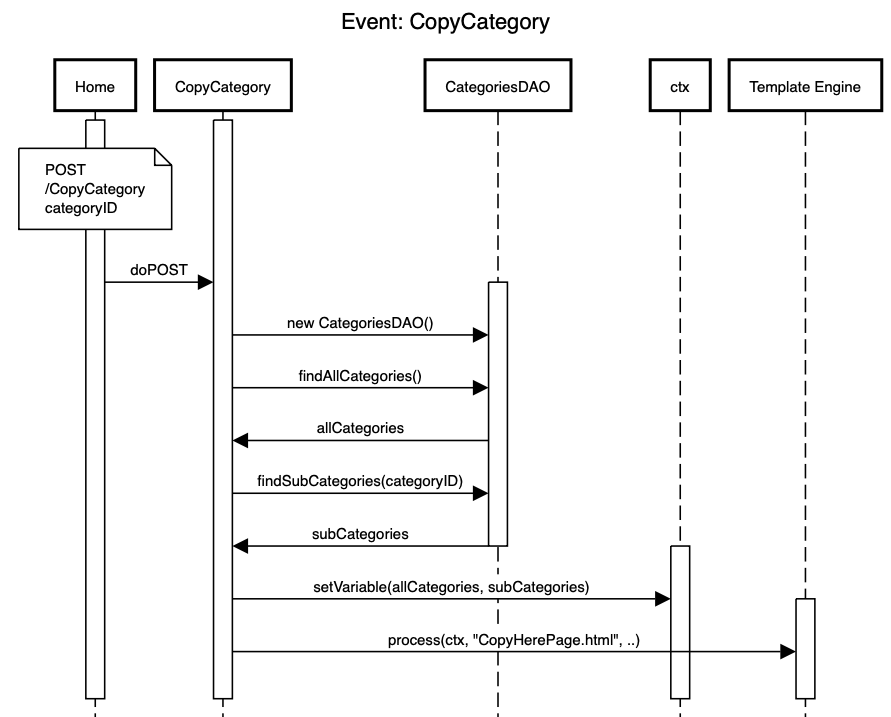 Event: CopyCategory
Home
CopyCategory
CategoriesDAO
ctx
Template Engine
POST
/CopyCategory
categoryID
doPOST
new CategoriesDAO()
findAllCategories()
allCategories
findSubCategories(categoryID)
subCategories
setVariable(allCategories, subCategories)
process(ctx, "CopyHerePage.html", ..)